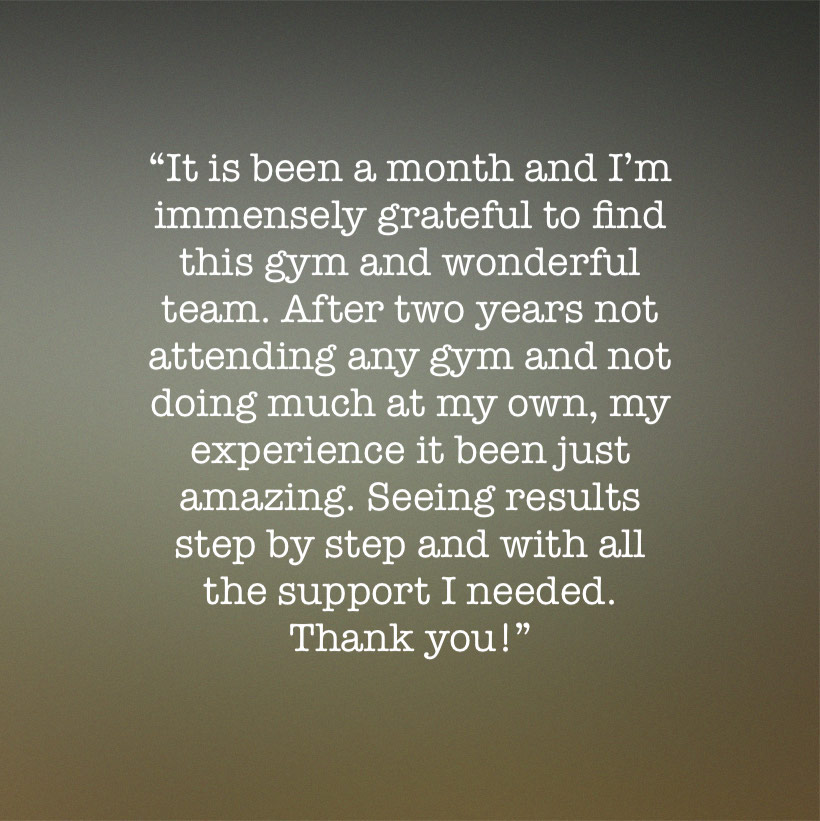 “It is been a month and I’m
immensely grateful to find
this gym and wonderful
team. After two years not
attending any gym and not
doing much at my own, my
experience it been just
amazing. Seeing results
step by step and with all
the support I needed.
Thank you!”